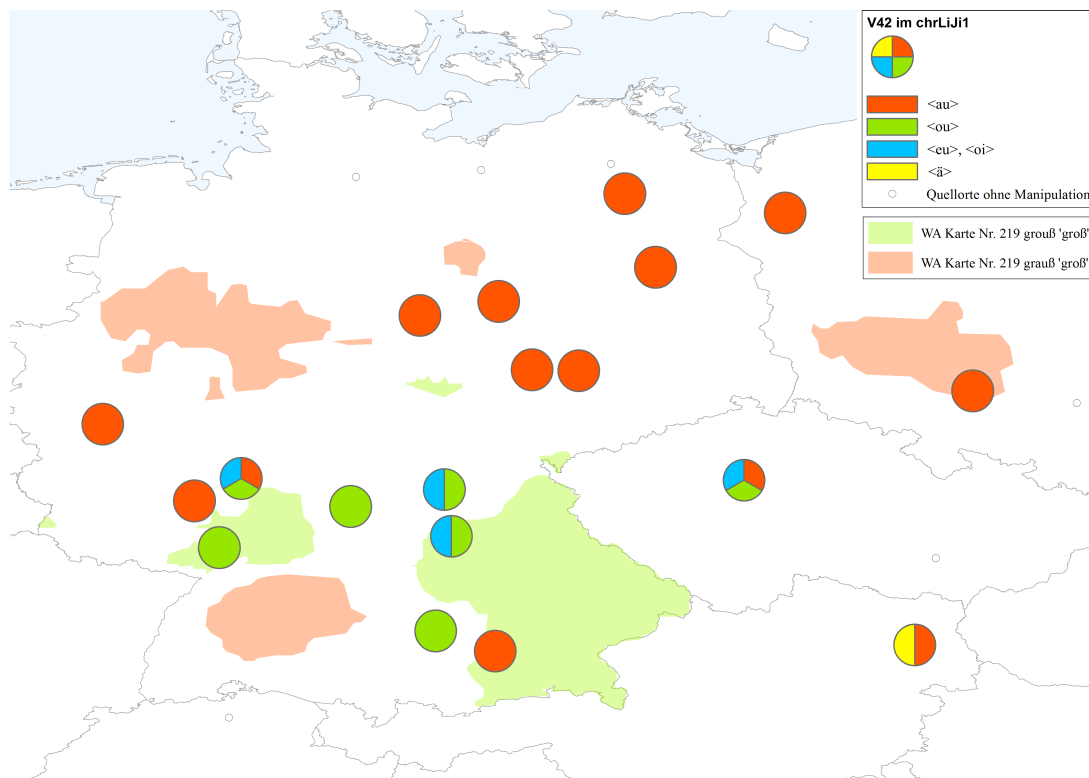 V42 im chrLiJi1
<au>
<ou>
<eu>, <oi>
<ä>
Quellorte ohne Manipulation
WA Karte Nr. 219 grouß 'groß'
WA Karte Nr. 219 grauß 'groß'